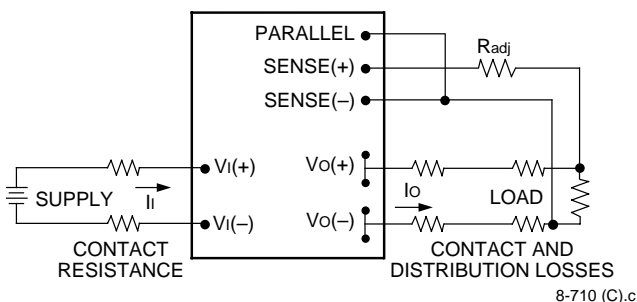 PARALLEL
Radj
SENSE(+)
SENSE(–)
VI(+)
VO(+)
SUPPLY
II
IO
LOAD
VI(–)
VO(–)
CONTACT
RESISTANCE
CONTACT AND
DISTRIBUTION LOSSES
8-710 (C).c